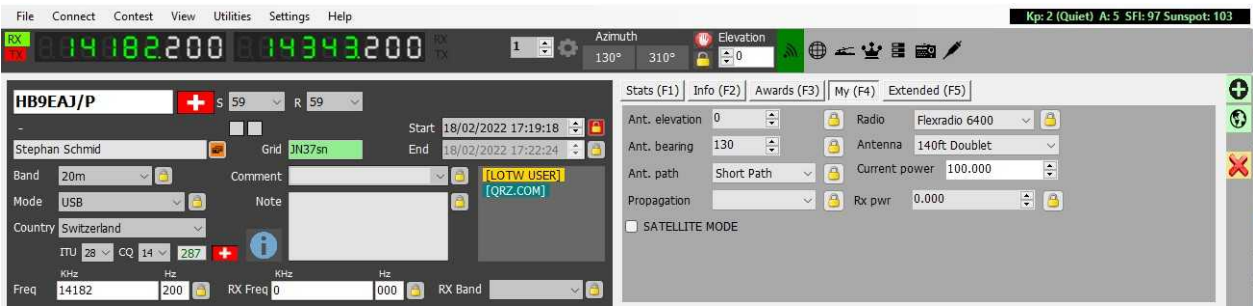 File Connect Contest View Utilities Settings Help
Kp: 2 (Quiet) A: 5 SFI: 97 Sunspot: 103
RX 14182.200 14343.200 RX 1 Azimuth Elevation
TX TX 130° 310° 0
HB9EAJ/P S 59 R 59
Stats (F1) Info (F2) Awards (F3) My (F4) Extended (F5)
- Start 18/02/2022 17:19:18
Stephan Schmid Grid JN37sn End 18/02/2022 17:22:24
Band 20m Comment [LOTW USER]
[QRZ.COM]
Mode USB Note
Country Switzerland
ITU 28 CQ 14 287
KHz Hz KHz Hz
Freq 14182 200 RX Freq 0 000 RX Band
Ant. elevation 0 Radio Flexradio 6400
Ant. bearing 130 Antenna 140ft Doublet
Ant. path Short Path Current power 100.000
Propagation Rx pwr 0.000
SATELLITE MODE